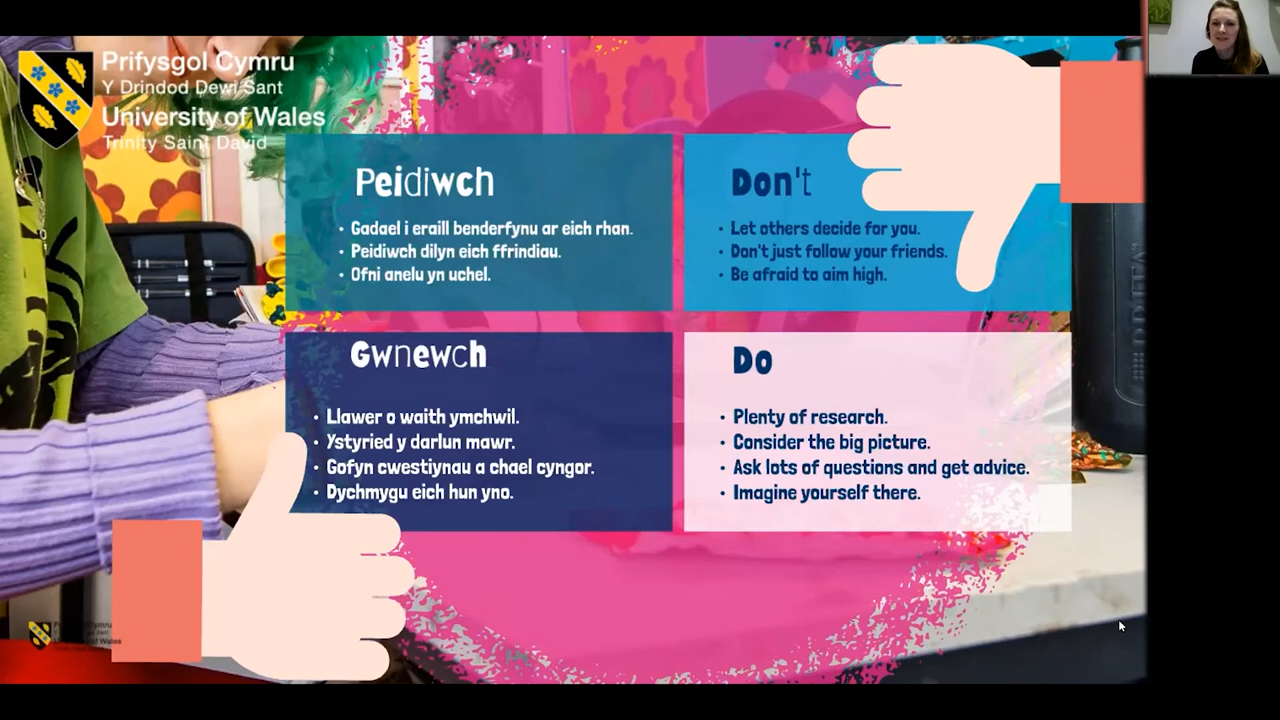 Prifysgol Cymru
Y Drindod Dewi Sant
University of Wales
Trinity Saint David
Peidiwch
• Gadael i eraill benderfynu ar eich rhan.
• Peidiwch dilyn eich ffrindiau.
• Ofni anelu yn uchel.
Don't
• Let others decide for you.
• Don't just follow your friends.
• Be afraid to aim high.
Gwnewch
• Llawer o waith ymchwil.
• Ystyried y darlun mawr.
• Gofyn cwestiynau a chael cyngor.
• Dychmygu eich hun yno.
Do
• Plenty of research.
• Consider the big picture.
• Ask lots of questions and get advice.
• Imagine yourself there.